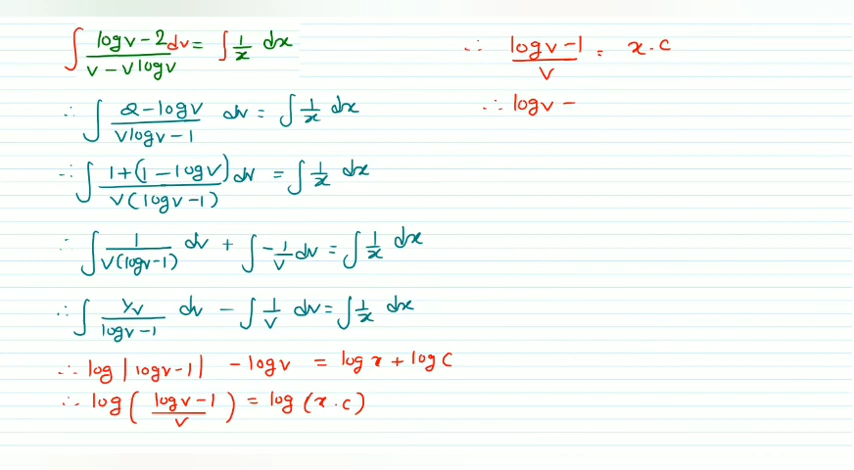 ∫ (log v − 2)/(v − v log v) dv = ∫ 1/x dx
∴ ∫ (2 − log v)/(v log v − 1) dv = ∫ 1/x dx
∴ ∫ (1 + (1 − log v))/(v (log v − 1)) dv = ∫ 1/x dx
∴ ∫ 1/(v(log v − 1)) dv + ∫ −1/v dv = ∫ 1/x dx
∴ ∫ (1/v)/(log v − 1) dv − ∫ 1/v dv = ∫ 1/x dx
∴ log |log v − 1| − log v = log x + log C
∴ log ( (log v − 1)/v ) = log (x · c)
∴ (log v − 1)/v = x · c
∴ log v −